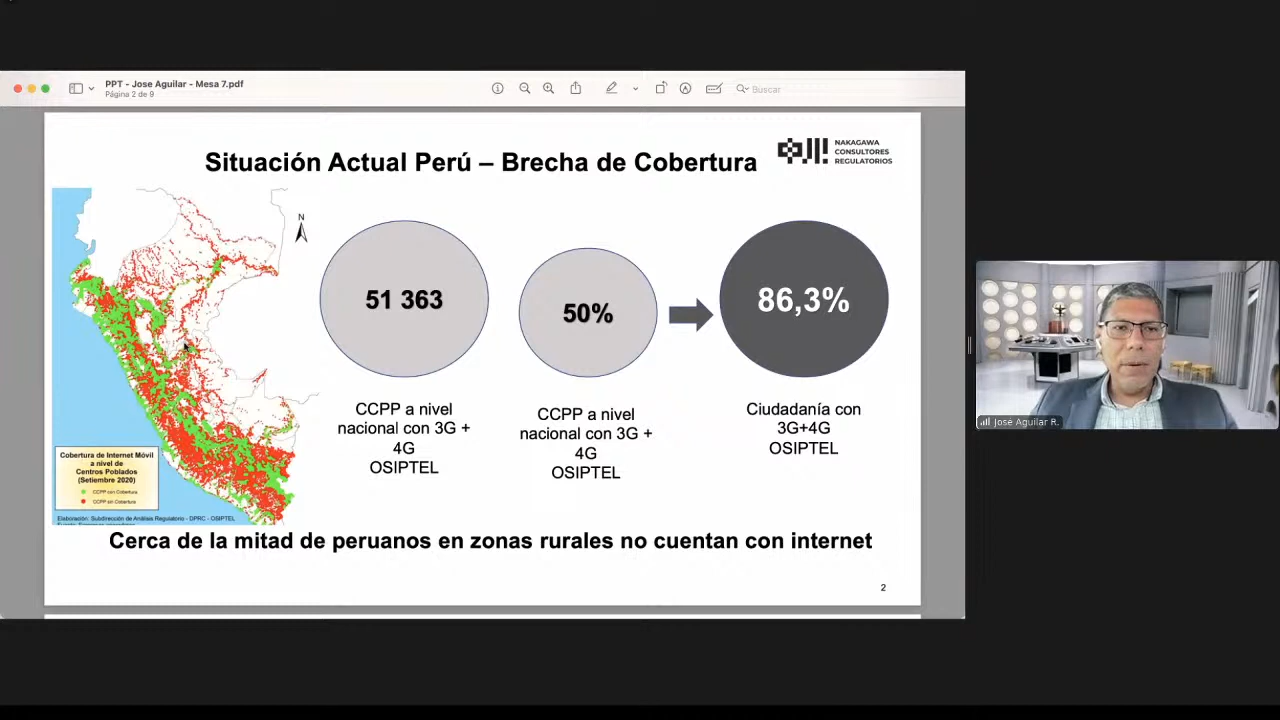 PPT - Jose Aguilar - Mesa 7.pdf
Página 2 de 9
Buscar
Situación Actual Perú – Brecha de Cobertura
NAKAGAWA
CONSULTORES
REGULATORIOS
N
51 363
50%
86,3%
CCPP a nivel
nacional con 3G +
4G
OSIPTEL
CCPP a nivel
nacional con 3G +
4G
OSIPTEL
Ciudadanía con
3G+4G
OSIPTEL
Cobertura de Internet Móvil
a nivel de
Centros Poblados
(Setiembre 2020)
CCPP con Cobertura
CCPP sin Cobertura
Elaboración: Subdirección de Análisis Regulatorio - DPRC - OSIPTEL
Cerca de la mitad de peruanos en zonas rurales no cuentan con internet
2
José Aguilar R.